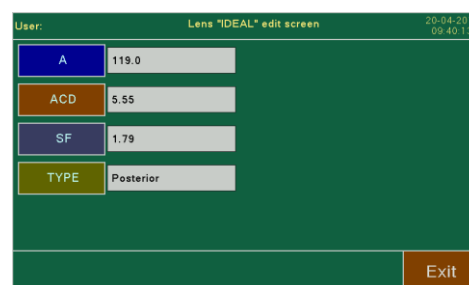 User: Lens "IDEAL" edit screen 20-04-20
09:40:1
A 119.0
ACD 5.55
SF 1.79
TYPE Posterior
Exit